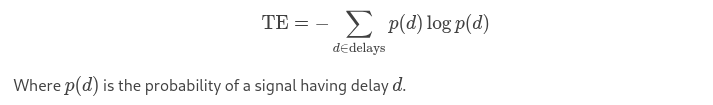 TE = − ∑ p(d) log p(d)
d∈delays
Where p(d) is the probability of a signal having delay d.